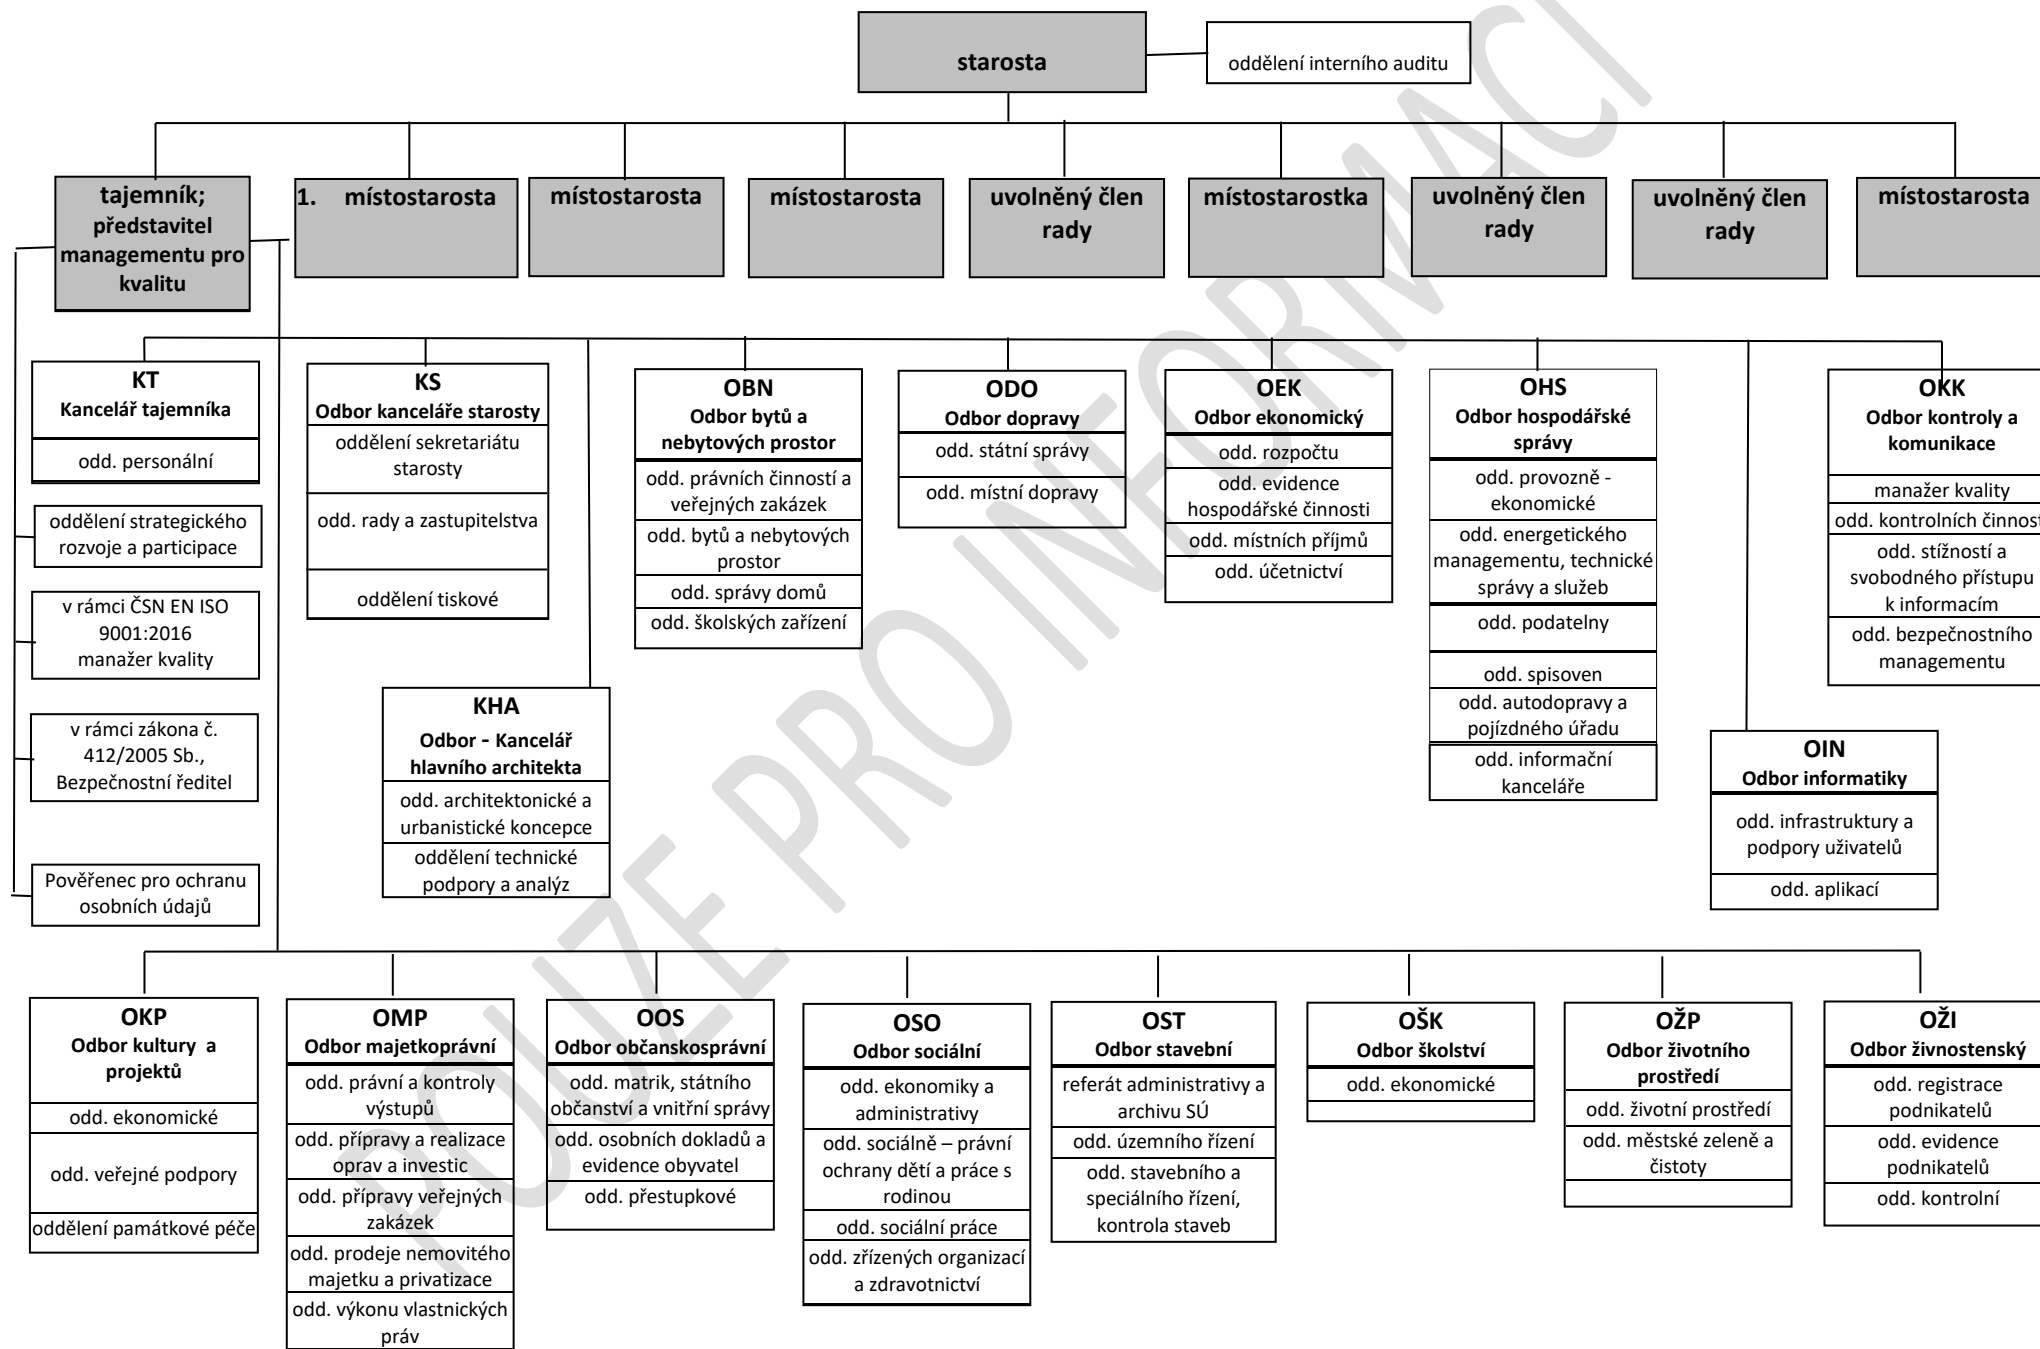 starosta
oddělení interního auditu
tajemník;
představitel
managementu pro
kvalitu
1. místostarosta
místostarosta
místostarosta
uvolněný člen
rady
místostarostka
uvolněný člen
rady
uvolněný člen
rady
místostarosta
KT
Kancelář tajemníka
odd. personální
oddělení strategického
rozvoje a participace
v rámci ČSN EN ISO
9001:2016
manažer kvality
v rámci zákona č.
412/2005 Sb.,
Bezpečnostní ředitel
Pověřenec pro ochranu
osobních údajů
KS
Odbor kanceláře starosty
oddělení sekretariátu
starosty
odd. rady a zastupitelstva
oddělení tiskové
KHA
Odbor - Kancelář
hlavního architekta
odd. architektonické a
urbanistické koncepce
oddělení technické
podpory a analýz
OBN
Odbor bytů a
nebytových prostor
odd. právních činností a
veřejných zakázek
odd. bytů a nebytových
prostor
odd. správy domů
odd. školských zařízení
ODO
Odbor dopravy
odd. státní správy
odd. místní dopravy
OEK
Odbor ekonomický
odd. rozpočtu
odd. evidence
hospodářské činnosti
odd. místních příjmů
odd. účetnictví
OHS
Odbor hospodářské
správy
odd. provozně -
ekonomické
odd. energetického
managementu, technické
správy a služeb
odd. podatelny
odd. spisoven
odd. autodopravy a
pojízdného úřadu
odd. informační
kanceláře
OIN
Odbor informatiky
odd. infrastruktury a
podpory uživatelů
odd. aplikací
OKK
Odbor kontroly a
komunikace
manažer kvality
odd. kontrolních činnost
odd. stížností a
svobodného přístupu
k informacím
odd. bezpečnostního
managementu
OKP
Odbor kultury a
projektů
odd. ekonomické
odd. veřejné podpory
oddělení památkové péče
OMP
Odbor majetkoprávní
odd. právní a kontroly
výstupů
odd. přípravy a realizace
oprav a investic
odd. přípravy veřejných
zakázek
odd. prodeje nemovitého
majetku a privatizace
odd. výkonu vlastnických
práv
OOS
Odbor občanskosprávní
odd. matrik, státního
občanství a vnitřní správy
odd. osobních dokladů a
evidence obyvatel
odd. přestupkové
OSO
Odbor sociální
odd. ekonomiky a
administrativy
odd. sociálně – právní
ochrany dětí a práce s
rodinou
odd. sociální práce
odd. zřízených organizací
a zdravotnictví
OST
Odbor stavební
referát administrativy a
archivu SÚ
odd. územního řízení
odd. stavebního a
speciálního řízení,
kontrola staveb
OŠK
Odbor školství
odd. ekonomické
OŽP
Odbor životního
prostředí
odd. životní prostředí
odd. městské zeleně a
čistoty
OŽI
Odbor živnostenský
odd. registrace
podnikatelů
odd. evidence
podnikatelů
odd. kontrolní
POUZE PRO INFORMACI